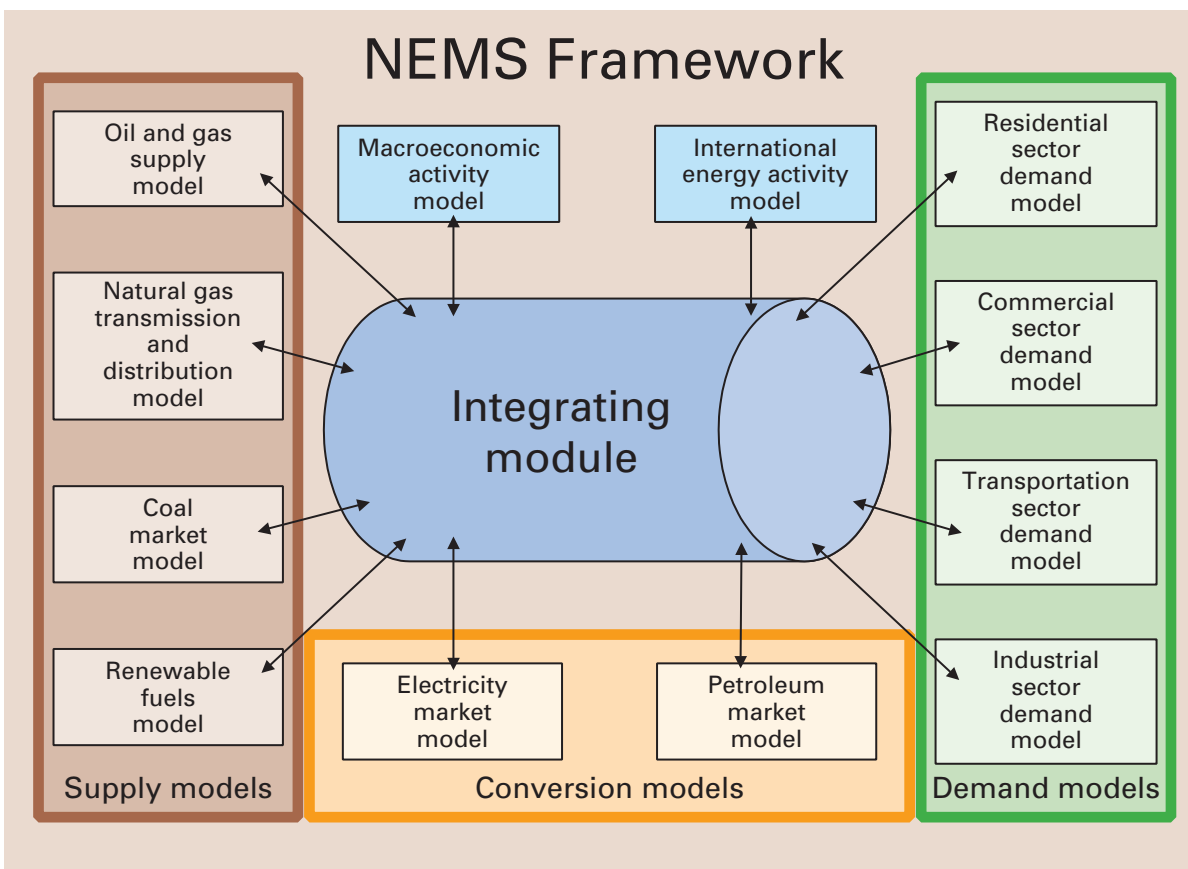 NEMS Framework
Oil and gas
supply
model
Natural gas
transmission
and
distribution
model
Coal
market
model
Renewable
fuels
model
Supply models
Macroeconomic
activity
model
International
energy activity
model
Integrating
module
Electricity
market
model
Petroleum
market
model
Conversion models
Residential
sector
demand
model
Commercial
sector
demand
model
Transportation
sector
demand
model
Industrial
sector
demand
model
Demand models